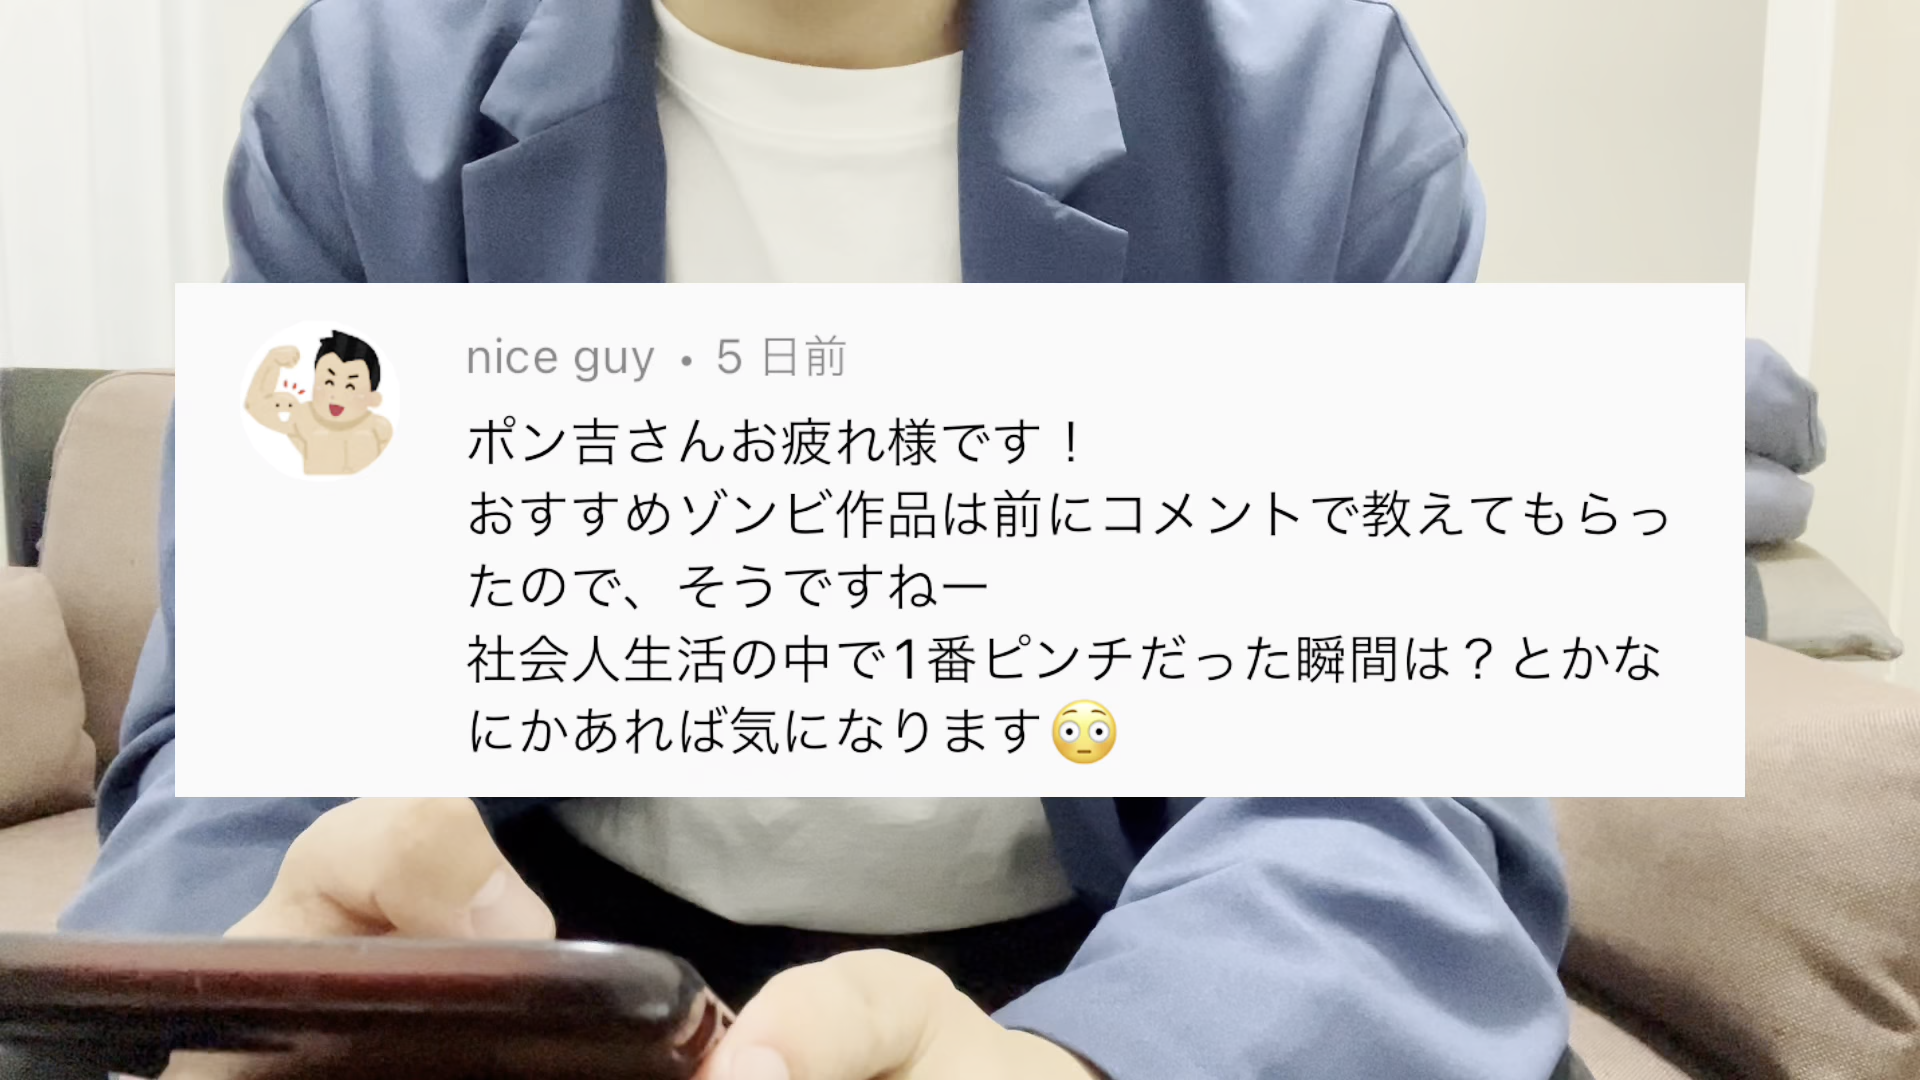 nice guy • 5 日前
ポン吉さんお疲れ様です！
おすすめゾンビ作品は前にコメントで教えてもらっ
たので、そうですねー
社会人生活の中で1番ピンチだった瞬間は？とかな
にかあれば気になります😳